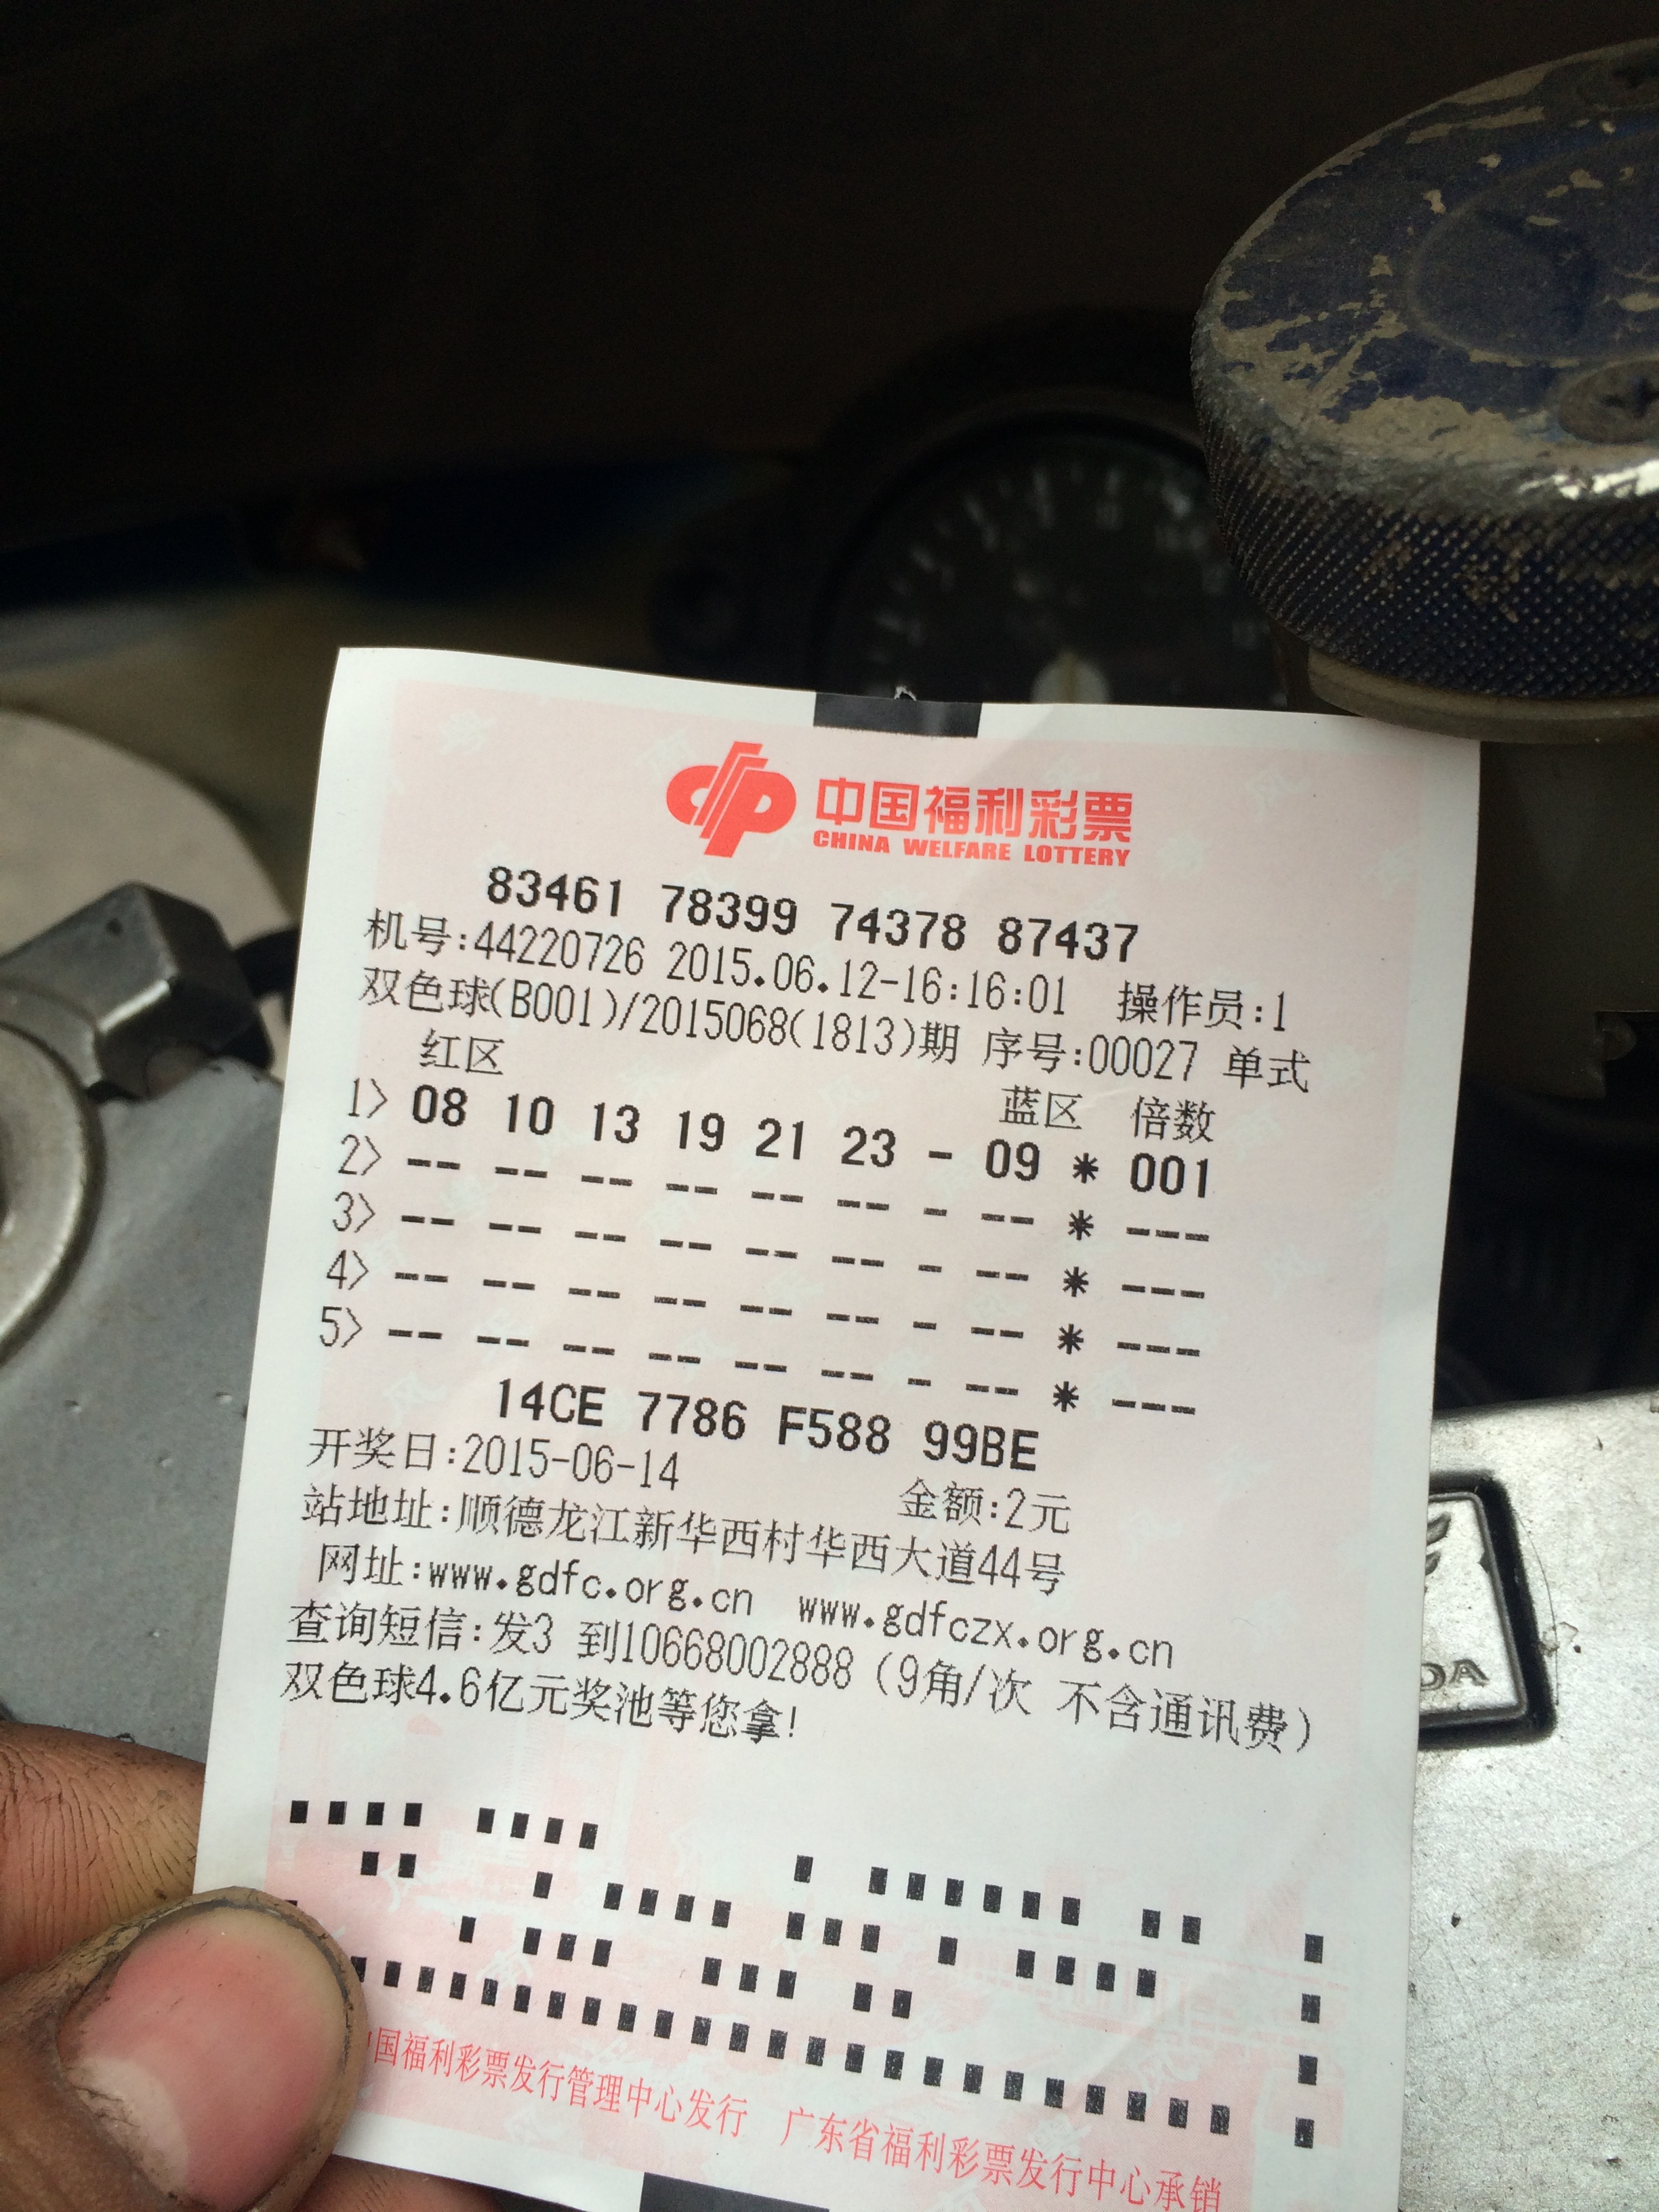 中国福利彩票
CHINA WELFARE LOTTERY
83461 78399 74378 87437
机号:44220726 2015.06.12-16:16:01 操作员:1
双色球(B001)/2015068(1813)期 序号:00027 单式
红区 蓝区 倍数
1> 08 10 13 19 21 23 - 09 * 001
2> -- -- -- -- -- -- - -- * ---
3> -- -- -- -- -- -- - -- * ---
4> -- -- -- -- -- -- - -- * ---
5> -- -- -- -- -- -- - -- * ---
14CE 7786 F588 99BE
开奖日:2015-06-14 金额:2元
站地址:顺德龙江新华西村华西大道44号
网址:www.gdfc.org.cn www.gdfczx.org.cn
查询短信:发3 到10668002888(9角/次 不含通讯费)
双色球4.6亿元奖池等您拿!
国福利彩票发行管理中心发行 广东省福利彩票发行中心承销